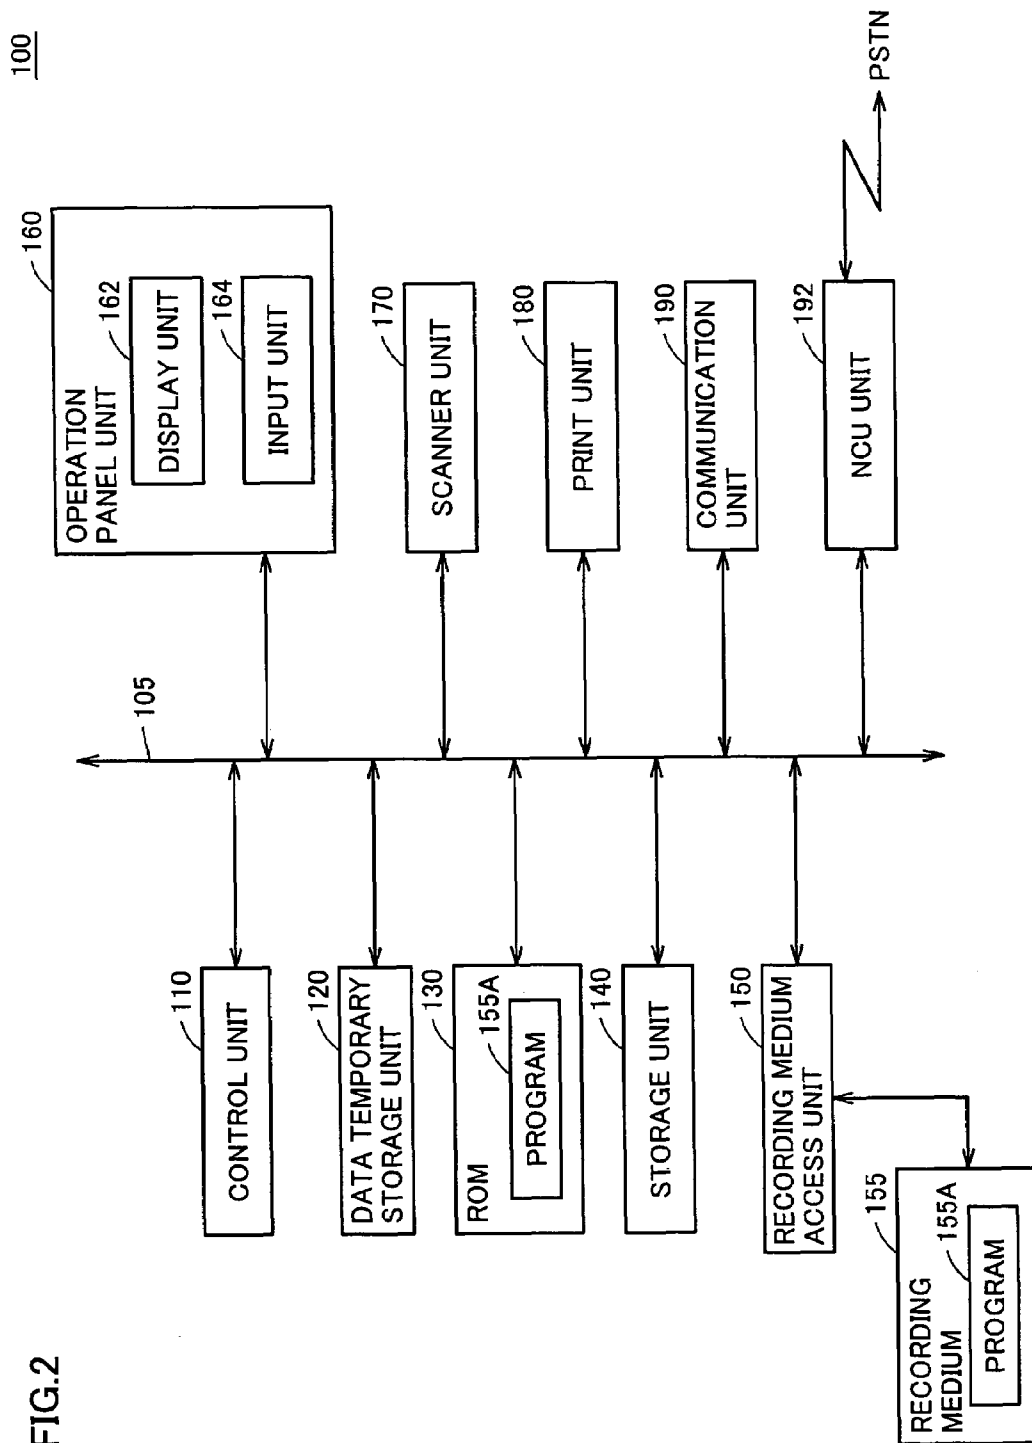 FIG.2
100
105
110
CONTROL UNIT
120
DATA TEMPORARY
STORAGE UNIT
130
ROM
155A
PROGRAM
140
STORAGE UNIT
150
RECORDING MEDIUM
ACCESS UNIT
155
RECORDING
MEDIUM
155A
PROGRAM
160
OPERATION
PANEL UNIT
162
DISPLAY UNIT
164
INPUT UNIT
170
SCANNER UNIT
180
PRINT UNIT
190
COMMUNICATION
UNIT
192
NCU UNIT
PSTN